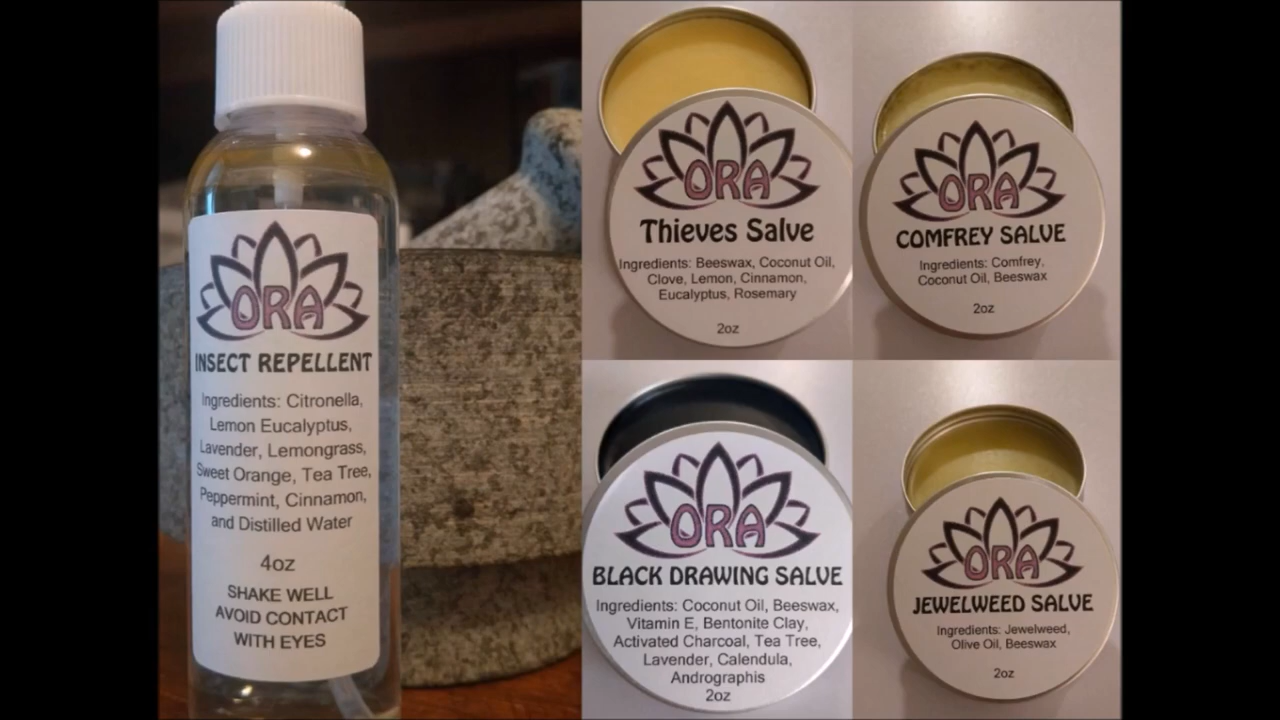 ORA
INSECT REPELLENT
Ingredients: Citronella,
Lemon Eucalyptus,
Lavender, Lemongrass,
Sweet Orange, Tea Tree,
Peppermint, Cinnamon,
and Distilled Water
4oz
SHAKE WELL
AVOID CONTACT
WITH EYES
ORA
Thieves Salve
Ingredients: Beeswax, Coconut Oil,
Clove, Lemon, Cinnamon,
Eucalyptus, Rosemary
2oz
ORA
COMFREY SALVE
Ingredients: Comfrey,
Coconut Oil, Beeswax
2oz
ORA
BLACK DRAWING SALVE
Ingredients: Coconut Oil, Beeswax,
Vitamin E, Bentonite Clay,
Activated Charcoal, Tea Tree,
Lavender, Calendula,
Andrographis
2oz
ORA
JEWELWEED SALVE
Ingredients: Jewelweed,
Olive Oil, Beeswax
2oz